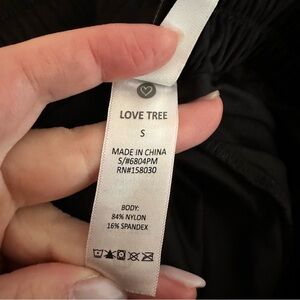 LOVE TREE
S
MADE IN CHINA
S/#6804PM
RN#158030
BODY:
84% NYLON
16% SPANDEX